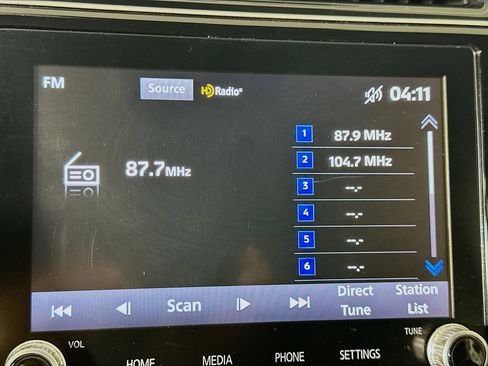 FM Source HD Radio® 04:11
1 87.9 MHz
2 104.7 MHz
87.7MHz
3 --.-
4 --.-
5 --.-
6 --.-
Scan Direct Tune Station List
VOL TUNE
HOME MEDIA PHONE SETTINGS